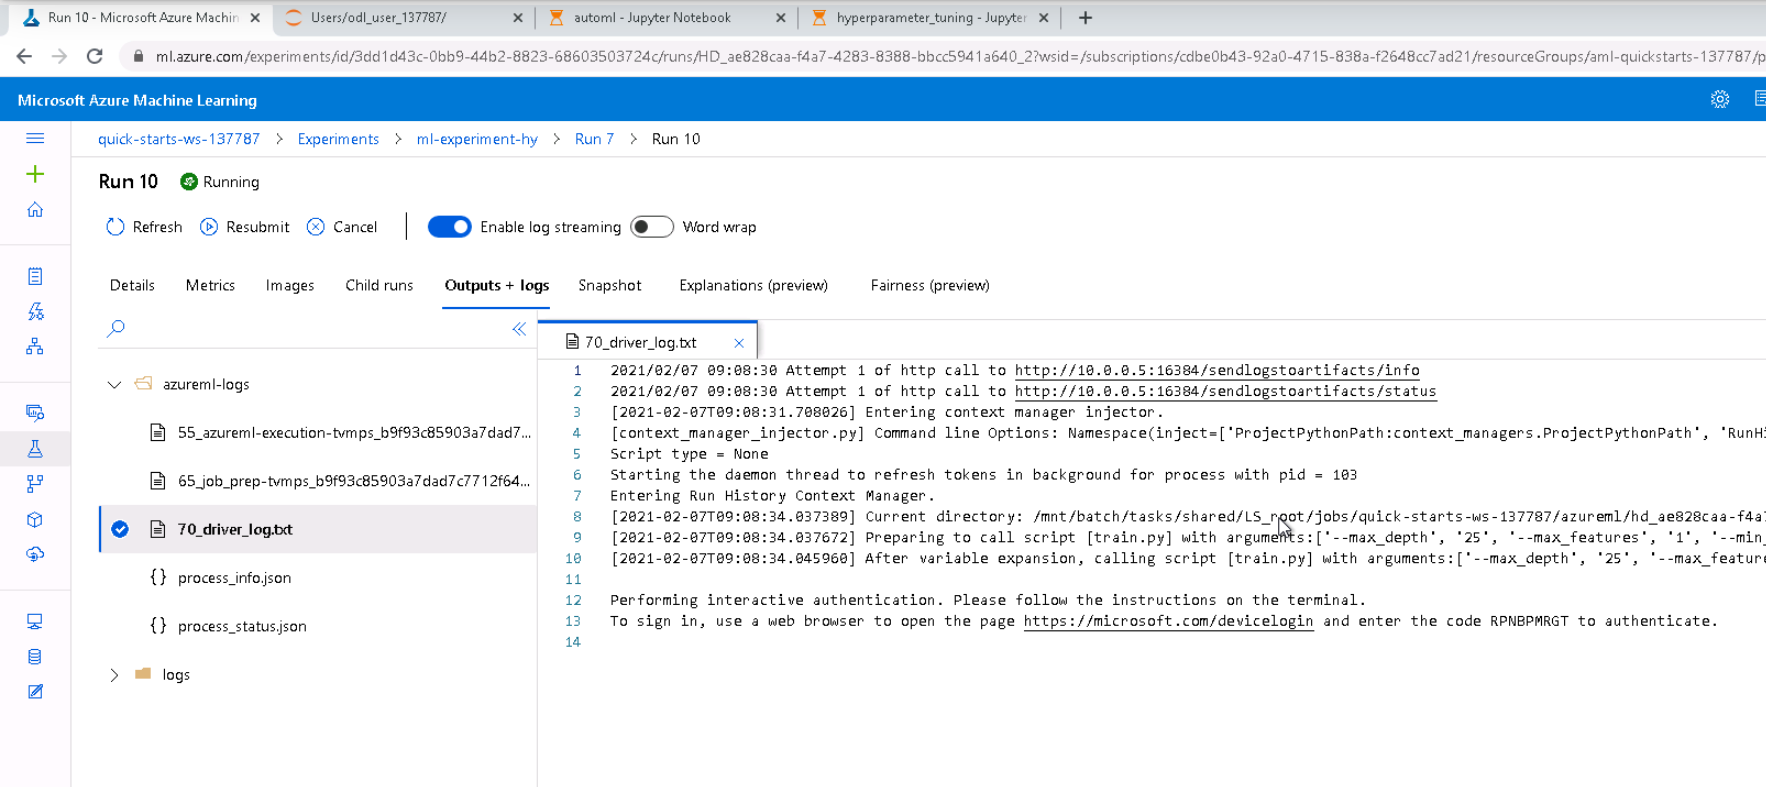 Run 10 - Microsoft Azure Machin
Users/odl_user_137787/
automl - Jupyter Notebook
hyperparameter_tuning - Jupyter
ml.azure.com/experiments/id/3dd1d43c-0bb9-44b2-8823-68603503724c/runs/HD_ae828caa-f4a7-4283-8388-bbcc5941a640_2?wsid=/subscriptions/cdbe0b43-92a0-4715-838a-f2648cc7ad21/resourceGroups/aml-quickstarts-137787/p
Microsoft Azure Machine Learning
quick-starts-ws-137787 > Experiments > ml-experiment-hy > Run 7 > Run 10
Run 10 Running
Refresh Resubmit Cancel Enable log streaming Word wrap
Details Metrics Images Child runs Outputs + logs Snapshot Explanations (preview) Fairness (preview)
azureml-logs
55_azureml-execution-tvmps_b9f93c85903a7dad7...
65_job_prep-tvmps_b9f93c85903a7dad7c7712f64...
70_driver_log.txt
process_info.json
process_status.json
logs
70_driver_log.txt
1 2021/02/07 09:08:30 Attempt 1 of http call to http://10.0.0.5:16384/sendlogstoartifacts/info
2 2021/02/07 09:08:30 Attempt 1 of http call to http://10.0.0.5:16384/sendlogstoartifacts/status
3 [2021-02-07T09:08:31.708026] Entering context manager injector.
4 [context_manager_injector.py] Command line Options: Namespace(inject=['ProjectPythonPath:context_managers.ProjectPythonPath', 'RunHi
5 Script type = None
6 Starting the daemon thread to refresh tokens in background for process with pid = 103
7 Entering Run History Context Manager.
8 [2021-02-07T09:08:34.037389] Current directory: /mnt/batch/tasks/shared/LS_root/jobs/quick-starts-ws-137787/azureml/hd_ae828caa-f4a7
9 [2021-02-07T09:08:34.037672] Preparing to call script [train.py] with arguments:['--max_depth', '25', '--max_features', '1', '--min_
10 [2021-02-07T09:08:34.045960] After variable expansion, calling script [train.py] with arguments:['--max_depth', '25', '--max_feature
11
12 Performing interactive authentication. Please follow the instructions on the terminal.
13 To sign in, use a web browser to open the page https://microsoft.com/devicelogin and enter the code RPNBPMRGT to authenticate.
14